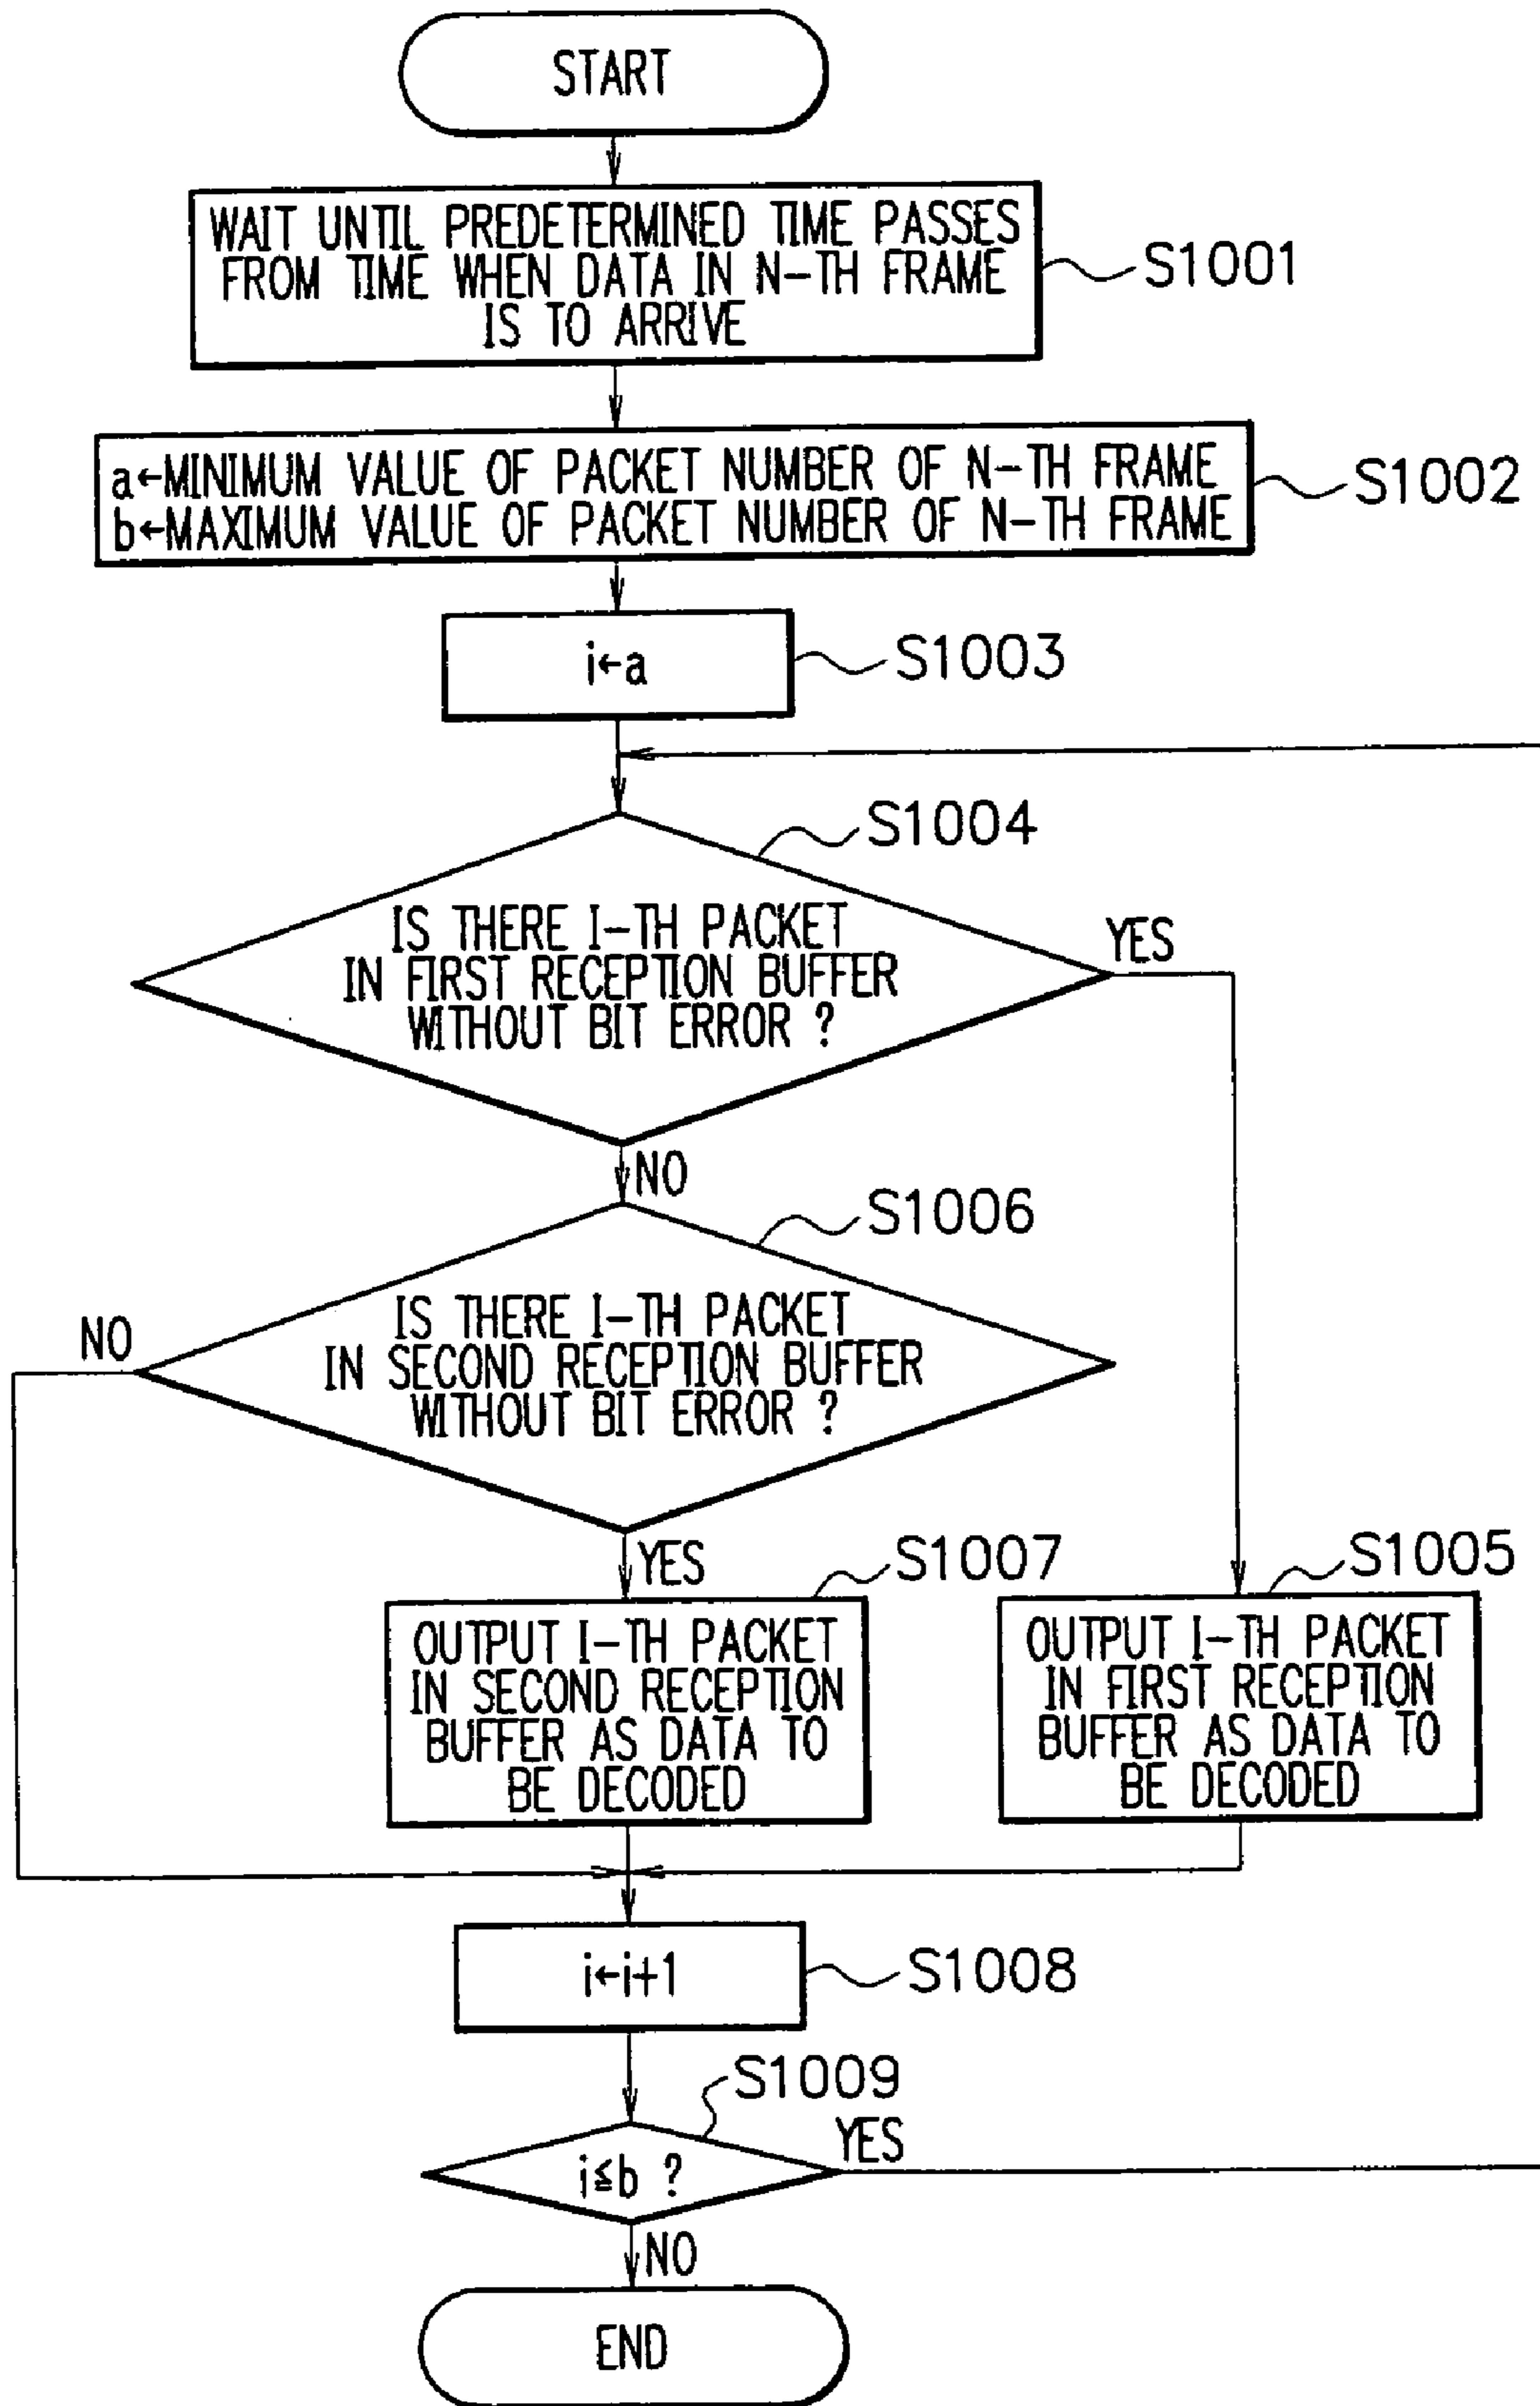 START
WAIT UNTIL PREDETERMINED TIME PASSES
FROM TIME WHEN DATA IN N-TH FRAME
IS TO ARRIVE
S1001
a←MINIMUM VALUE OF PACKET NUMBER OF N-TH FRAME
b←MAXIMUM VALUE OF PACKET NUMBER OF N-TH FRAME
S1002
i←a
S1003
S1004
IS THERE I-TH PACKET
IN FIRST RECEPTION BUFFER
WITHOUT BIT ERROR ?
YES
NO
S1006
IS THERE I-TH PACKET
IN SECOND RECEPTION BUFFER
WITHOUT BIT ERROR ?
NO
YES
S1007
OUTPUT I-TH PACKET
IN SECOND RECEPTION
BUFFER AS DATA TO
BE DECODED
S1005
OUTPUT I-TH PACKET
IN FIRST RECEPTION
BUFFER AS DATA TO
BE DECODED
i←i+1
S1008
S1009
i≦b ?
YES
NO
END